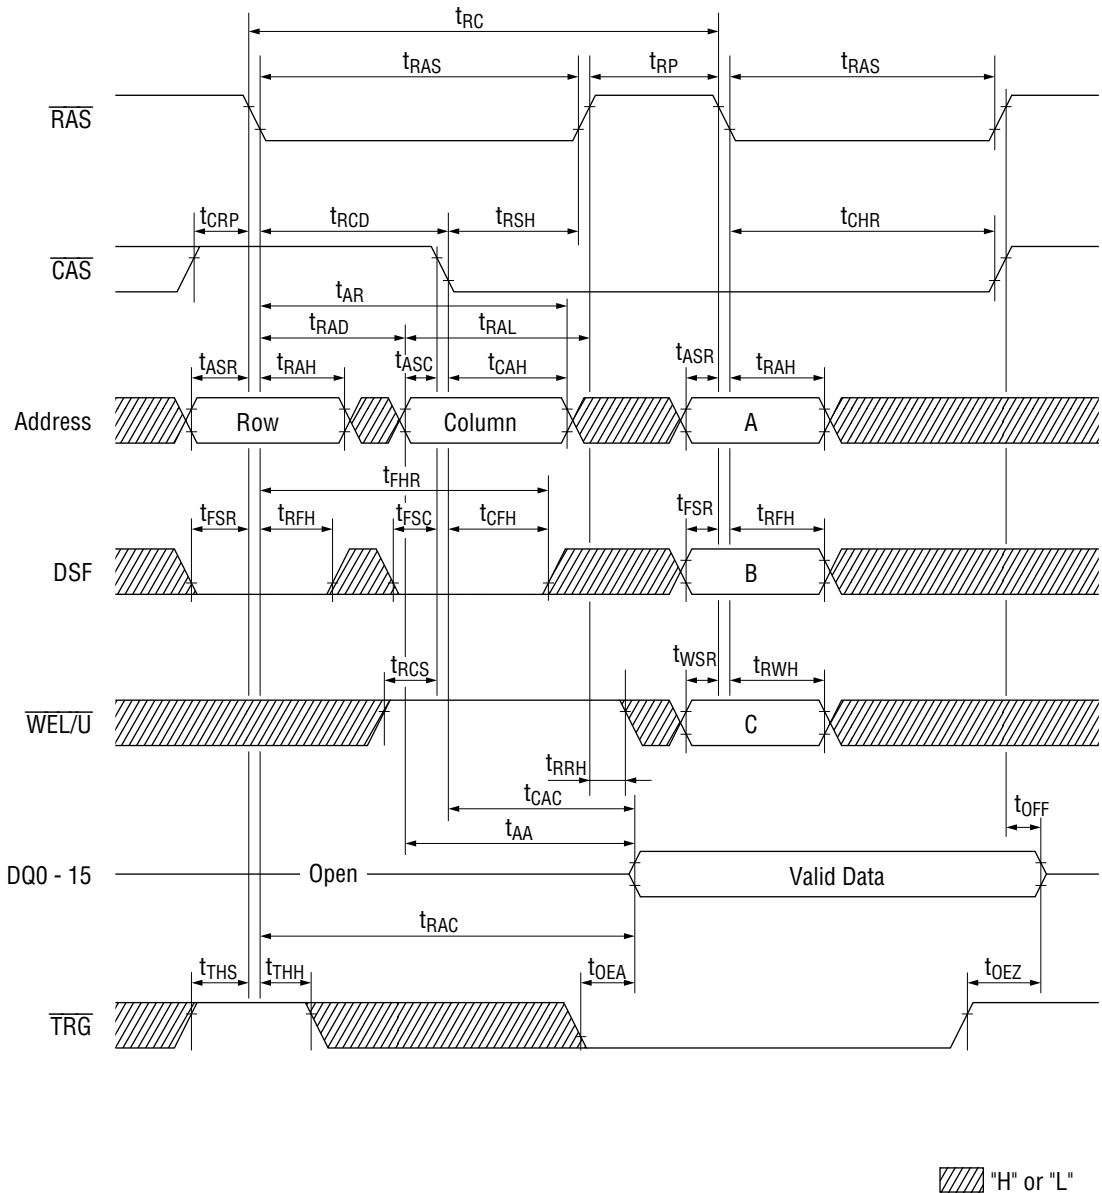 tRC
tRAS tRP tRAS
RAS
tCRP tRCD tRSH tCHR
CAS
tAR
tRAD tRAL
tASR tRAH tASC tCAH tASR tRAH
Address Row Column A
tFHR
tFSR tRFH tFSC tCFH tFSR tRFH
DSF B
tRCS tWSR tRWH
WEL/U C
tRRH
tCAC
tOFF
tAA
DQ0 - 15 Open Valid Data
tRAC
tTHS tTHH tOEA tOEZ
TRG
"H" or "L"